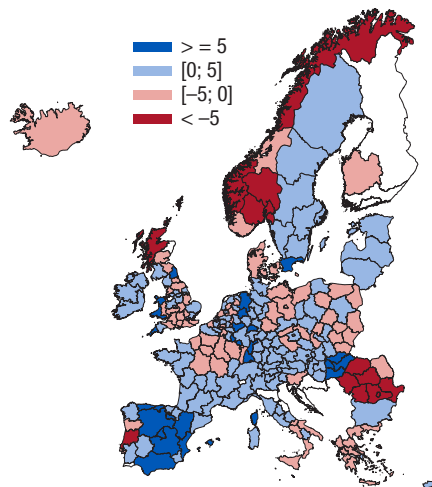 > = 5
[0; 5]
[–5; 0]
< –5